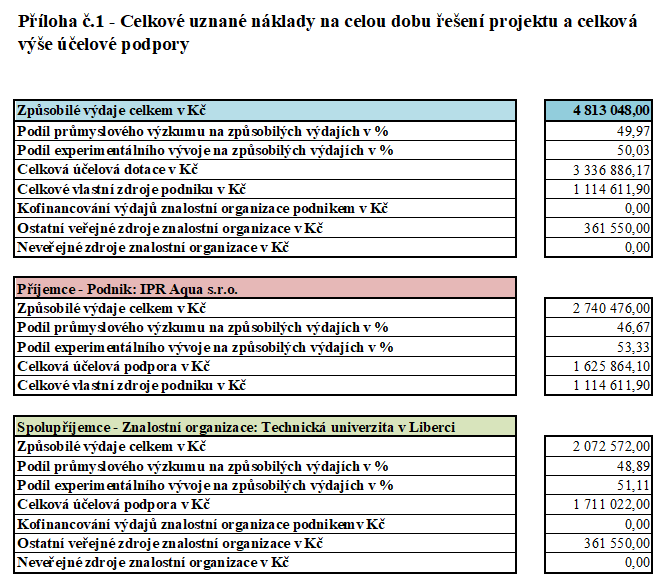 Příloha č.1 - Celkové uznané náklady na celou dobu řešení projektu a celková
výše účelové podpory
Způsobilé výdaje celkem v Kč 4 813 048,00
Podíl průmyslového výzkumu na způsobilých výdajích v % 49,97
Podíl experimentálního vývoje na způsobilých výdajích v % 50,03
Celková účelová dotace v Kč 3 336 886,17
Celkové vlastní zdroje podniku v Kč 1 114 611,90
Kofinancování výdajů znalostní organizace podnikem v Kč 0,00
Ostatní veřejné zdroje znalostní organizace v Kč 361 550,00
Neveřejné zdroje znalostní organizace v Kč 0,00
Příjemce - Podnik: IPR Aqua s.r.o.
Způsobilé výdaje celkem v Kč 2 740 476,00
Podíl průmyslového výzkumu na způsobilých výdajích v % 46,67
Podíl experimentálního vývoje na způsobilých výdajích v % 53,33
Celková účelová podpora v Kč 1 625 864,10
Celkové vlastní zdroje podniku v Kč 1 114 611,90
Spolupříjemce - Znalostní organizace: Technická univerzita v Liberci
Způsobilé výdaje celkem v Kč 2 072 572,00
Podíl průmyslového výzkumu na způsobilých výdajích v % 48,89
Podíl experimentálního vývoje na způsobilých výdajích v % 51,11
Celková účelová podpora v Kč 1 711 022,00
Kofinancování výdajů znalostní organizace podnikem v Kč 0,00
Ostatní veřejné zdroje znalostní organizace v Kč 361 550,00
Neveřejné zdroje znalostní organizace v Kč 0,00